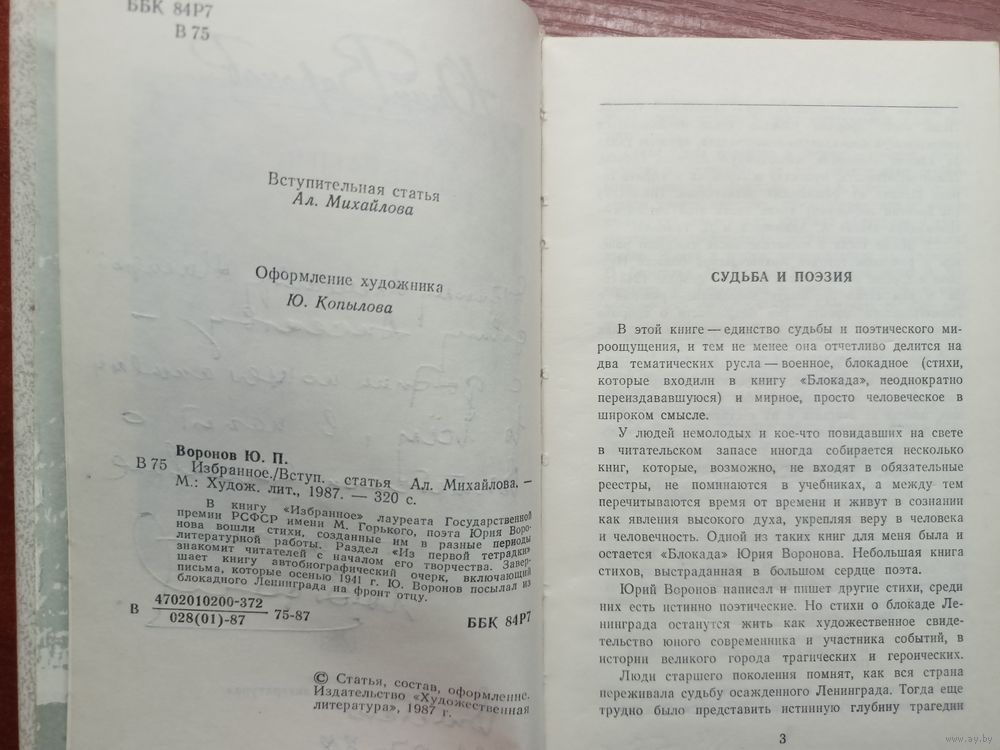 ББК 84Р7
В 75
Вступительная статья
Ал. Михайлова
Оформление художника
Ю. Копылова
Воронов Ю. П.
В 75 Избранное./Вступ. статья Ал. Михайлова. —
М.: Худож. лит., 1987. — 320 с.
В книгу «Избранное» лауреата Государственной
премии РСФСР имени М. Горького, поэта Юрия Воро-
нова вошли стихи, созданные им в разные периоды
литературной работы. Раздел «Из первой тетрадки»
знакомит читателей с началом его творчества. Завер-
шает книгу автобиографический очерк, включающий
письма, которые осенью 1941 г. Ю. Воронов посылал из
блокадного Ленинграда на фронт отцу.
В 4702010200-372
028(01)-87 75-87
ББК 84Р7
© Статья, состав, оформление.
Издательство «Художественная
литература», 1987 г.
СУДЬБА И ПОЭЗИЯ
В этой книге — единство судьбы и поэтического ми-
роощущения, и тем не менее она отчетливо делится на
два тематических русла — военное, блокадное (стихи,
которые входили в книгу «Блокада», неоднократно
переиздававшуюся) и мирное, просто человеческое в
широком смысле.
У людей немолодых и кое-что повидавших на свете
в читательском запасе иногда собирается несколько
книг, которые, возможно, не входят в обязательные
реестры, не поминаются в учебниках, а между тем
перечитываются время от времени и живут в сознании
как явления высокого духа, укрепляя веру в человека
и человечность. Одной из таких книг для меня была и
остается «Блокада» Юрия Воронова. Небольшая книга
стихов, выстраданная в большом сердце поэта.
Юрий Воронов написал и пишет другие стихи, среди
них есть истинно поэтические. Но стихи о блокаде Ле-
нинграда останутся жить как художественное свиде-
тельство юного современника и участника событий, в
истории великого города трагических и героических.
Люди старшего поколения помнят, как вся страна
переживала судьбу осажденного Ленинграда. Тогда еще
трудно было представить истинную глубину трагедии
3
www.ay.by